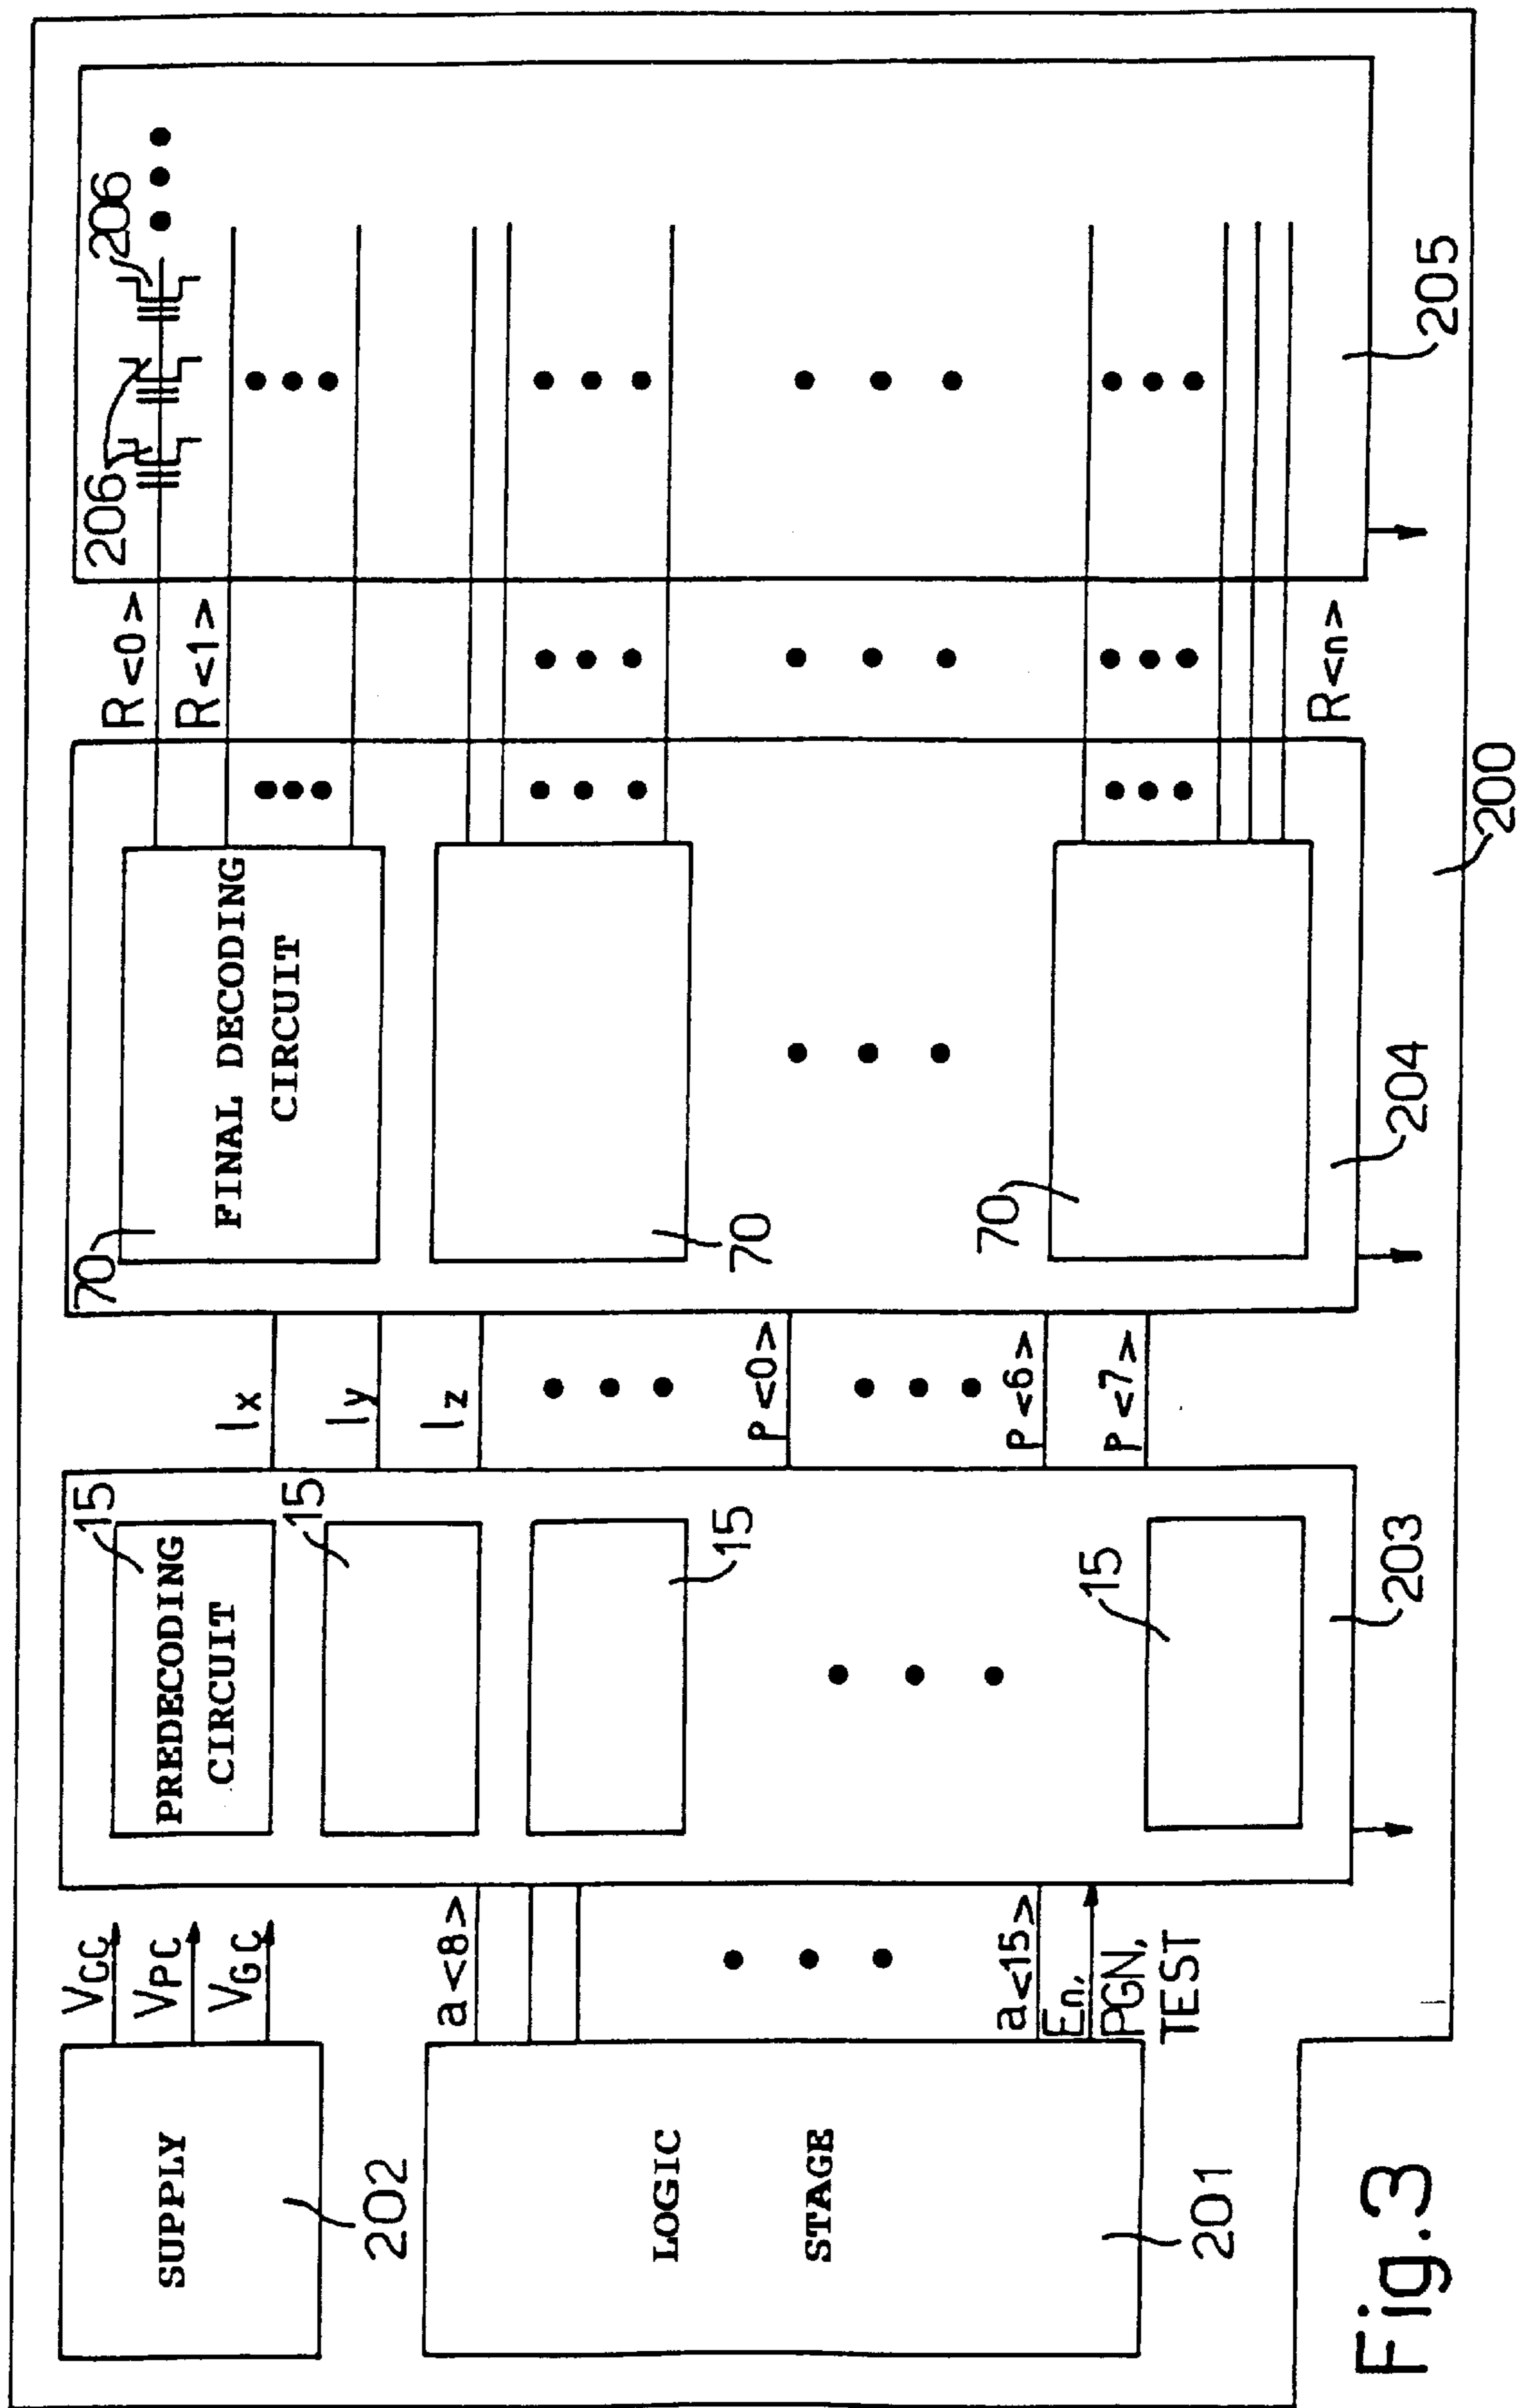 SUPPLY
202
VCC
VPC
VGC
LOGIC
STAGE
201
a<8>
a<15>
En,
PGN,
TEST
15
PREDECODING
CIRCUIT
15
15
15
203
Ix
Iy
Iz
P<0>
P<6>
P<7>
70
FINAL DECODING
CIRCUIT
70
70
204
R<0>
R<1>
R<n>
206
206
205
200
Fig.3